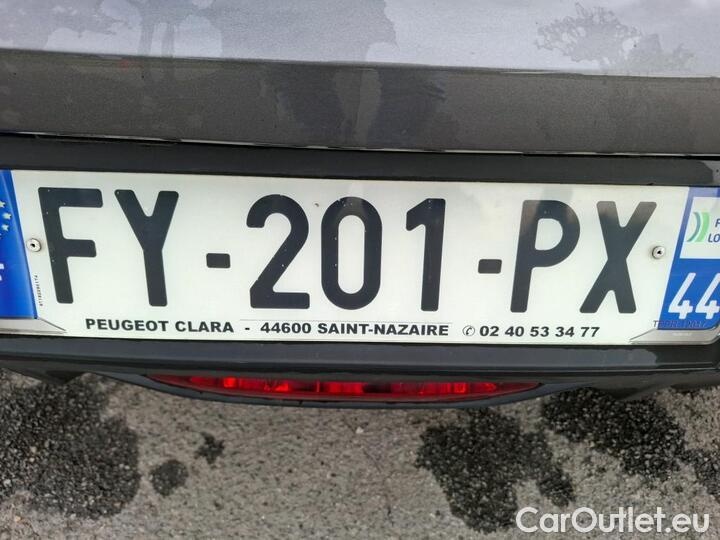 FY-201-PX
44
PEUGEOT CLARA - 44600 SAINT-NAZAIRE ✆ 02 40 53 34 77
CarOutlet.eu